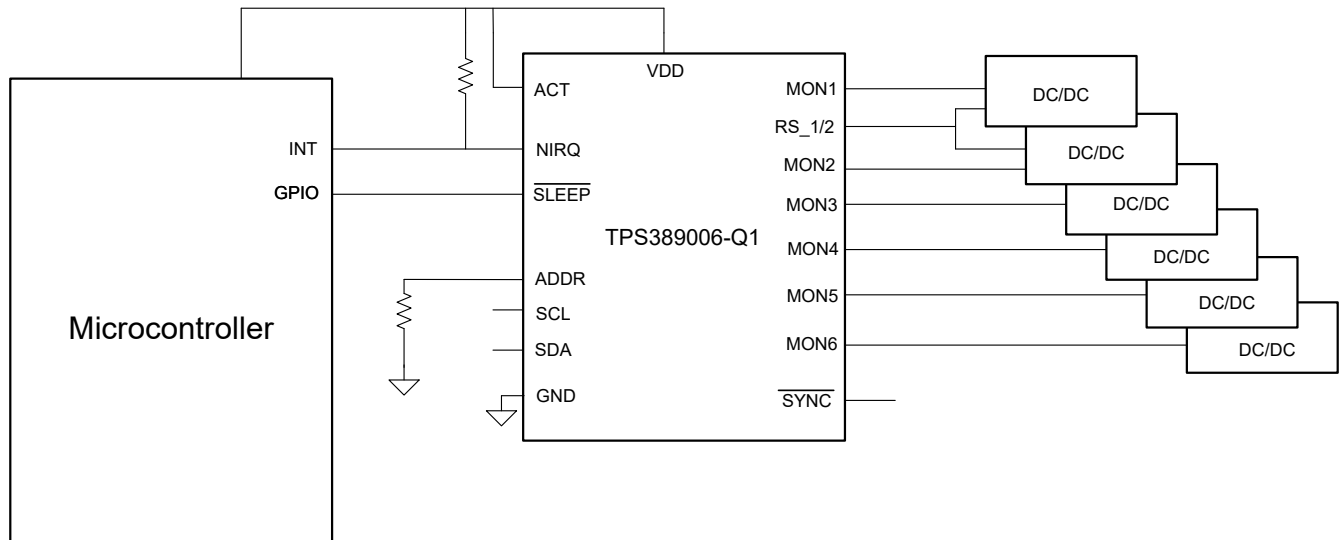 VDD
ACT
MON1
DC/DC
RS_1/2
INT
NIRQ
DC/DC
MON2
GPIO
SLEEP
MON3
DC/DC
TPS389006-Q1
MON4
DC/DC
ADDR
MON5
DC/DC
SCL
Microcontroller
SDA
MON6
DC/DC
GND
SYNC